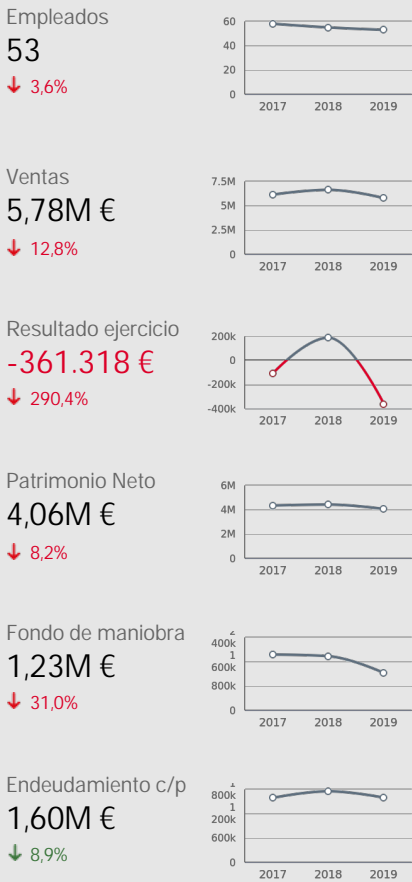 Empleados
53
3,6%
60
40
20
0
2017 2018 2019
Ventas
5,78M €
12,8%
7.5M
5M
2.5M
0
2017 2018 2019
Resultado ejercicio
-361.318 €
290,4%
200k
0
-200k
-400k
2017 2018 2019
Patrimonio Neto
4,06M €
8,2%
6M
4M
2M
0
2017 2018 2019
Fondo de maniobra
1,23M €
31,0%
2
400k
1
600k
800k
0
2017 2018 2019
Endeudamiento c/p
1,60M €
8,9%
1
800k
1
200k
600k
0
2017 2018 2019